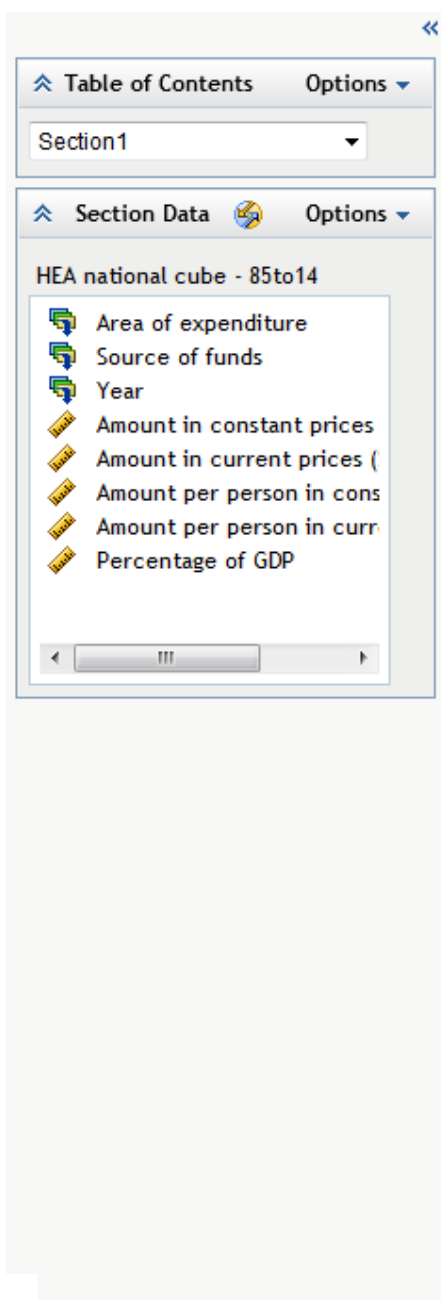 «
Table of Contents Options
Section1
Section Data Options
HEA national cube - 85to14
Area of expenditure
Source of funds
Year
Amount in constant prices
Amount in current prices (
Amount per person in cons
Amount per person in curr
Percentage of GDP